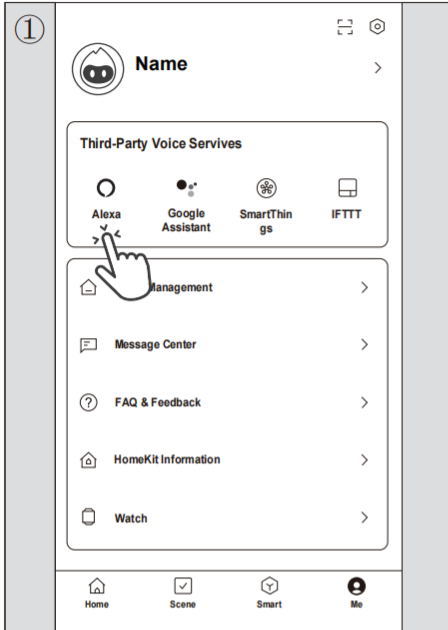 ①
Name
Third-Party Voice Servives
Alexa
Google
Assistant
SmartThin
gs
IFTTT
Management
Message Center
FAQ & Feedback
HomeKit Information
Watch
Home
Scene
Smart
Me